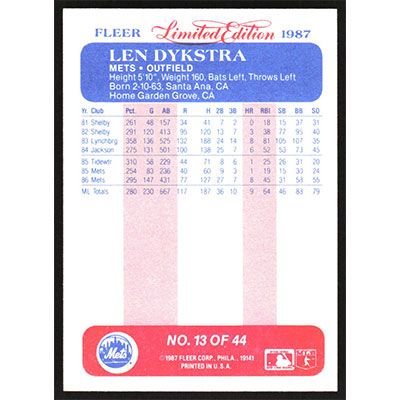 FLEER Limited Edition 1987
LEN DYKSTRA
METS • OUTFIELD
Height 5'10", Weight 160, Bats Left, Throws Left
Born 2-10-63, Santa Ana, CA
Home Garden Grove, CA
Yr. Club Pct. G AB R H 2B 3B HR RBI SB BB SO
81 Shelby 261 48 157 34 41 7 2 0 18 15 37 31
82 Shelby 291 120 413 95 120 13 7 3 38 77 95 40
83 Lynchbrg 358 136 525 132 188 24 14 8 81 105 107 35
84 Jackson 275 131 501 100 138 25 7 6 52 53 73 45
85 Tidewtr 310 58 229 44 71 8 6 1 25 26 31 20
85 Mets 254 83 236 40 60 9 3 1 19 15 30 24
86 Mets 295 147 431 77 127 27 7 8 45 31 58 55
ML Totals 280 230 667 117 187 36 10 9 64 46 88 79
Mets
NO. 13 OF 44
©1987 FLEER CORP., PHILA., 19141
PRINTED IN U.S.A.